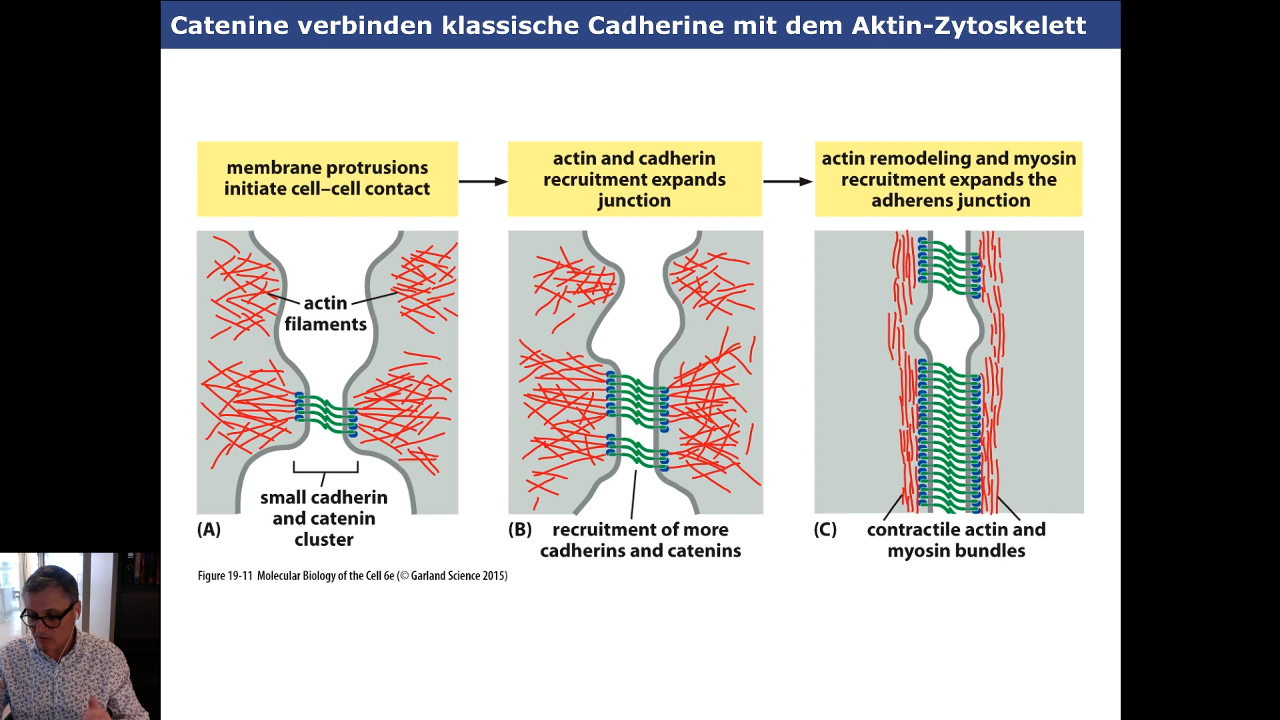 Catenine verbinden klassische Cadherine mit dem Aktin-Zytoskelett
membrane protrusions
initiate cell–cell contact
actin and cadherin
recruitment expands
junction
actin remodeling and myosin
recruitment expands the
adherens junction
actin
filaments
small cadherin
and catenin
cluster
(A)
(B)
recruitment of more
cadherins and catenins
(C)
contractile actin and
myosin bundles
Figure 19-11 Molecular Biology of the Cell 6e (© Garland Science 2015)